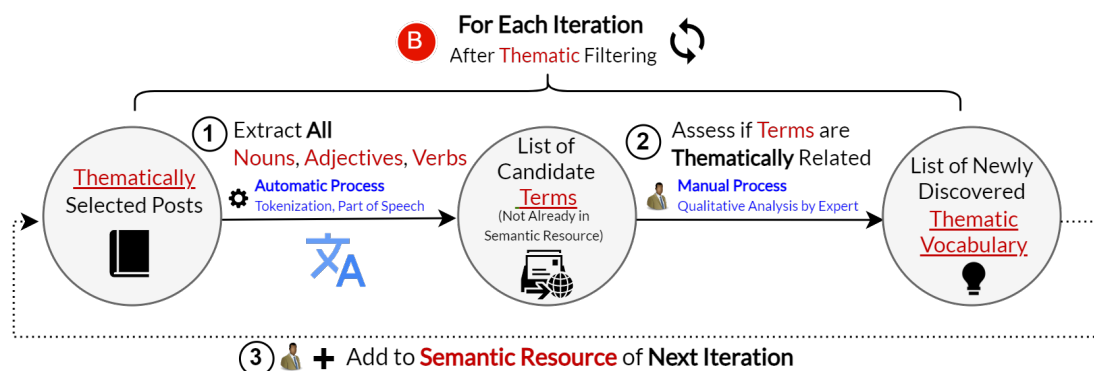 B
For Each Iteration
After Thematic Filtering
1
Extract All
Nouns, Adjectives, Verbs
Automatic Process
Tokenization, Part of Speech
2
Assess if Terms are
Thematically Related
Manual Process
Qualitative Analysis by Expert
Thematically
Selected Posts
List of
Candidate
Terms
(Not Already in
Semantic Resource)
List of Newly
Discovered
Thematic
Vocabulary
文A
3
+ Add to Semantic Resource of Next Iteration